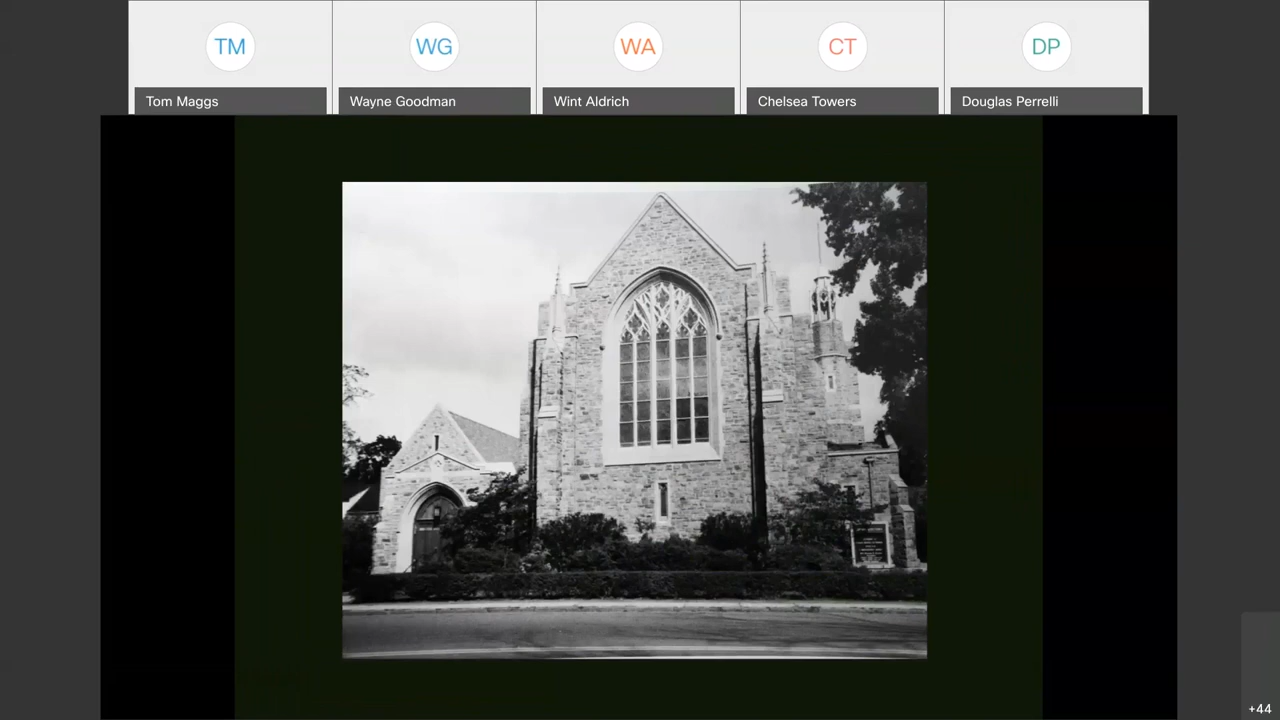 TM
WG
WA
CT
DP
Tom Maggs
Wayne Goodman
Wint Aldrich
Chelsea Towers
Douglas Perrelli
+44